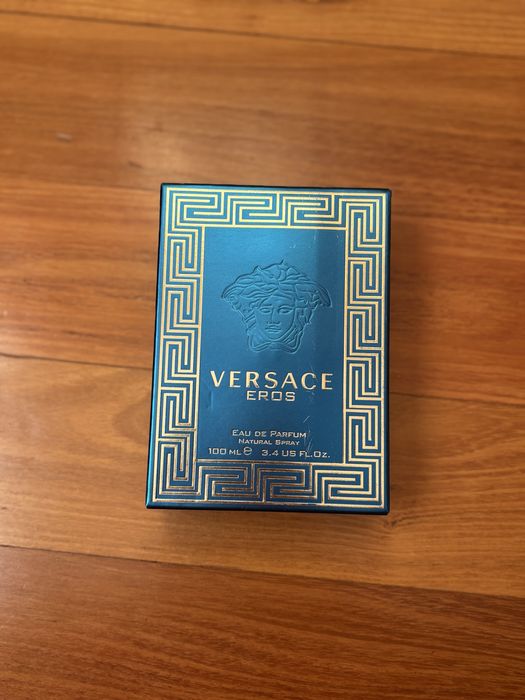 VERSACE
EROS
EAU DE PARFUM
NATURAL SPRAY
100 ML ℮ 3.4 US FL.OZ.